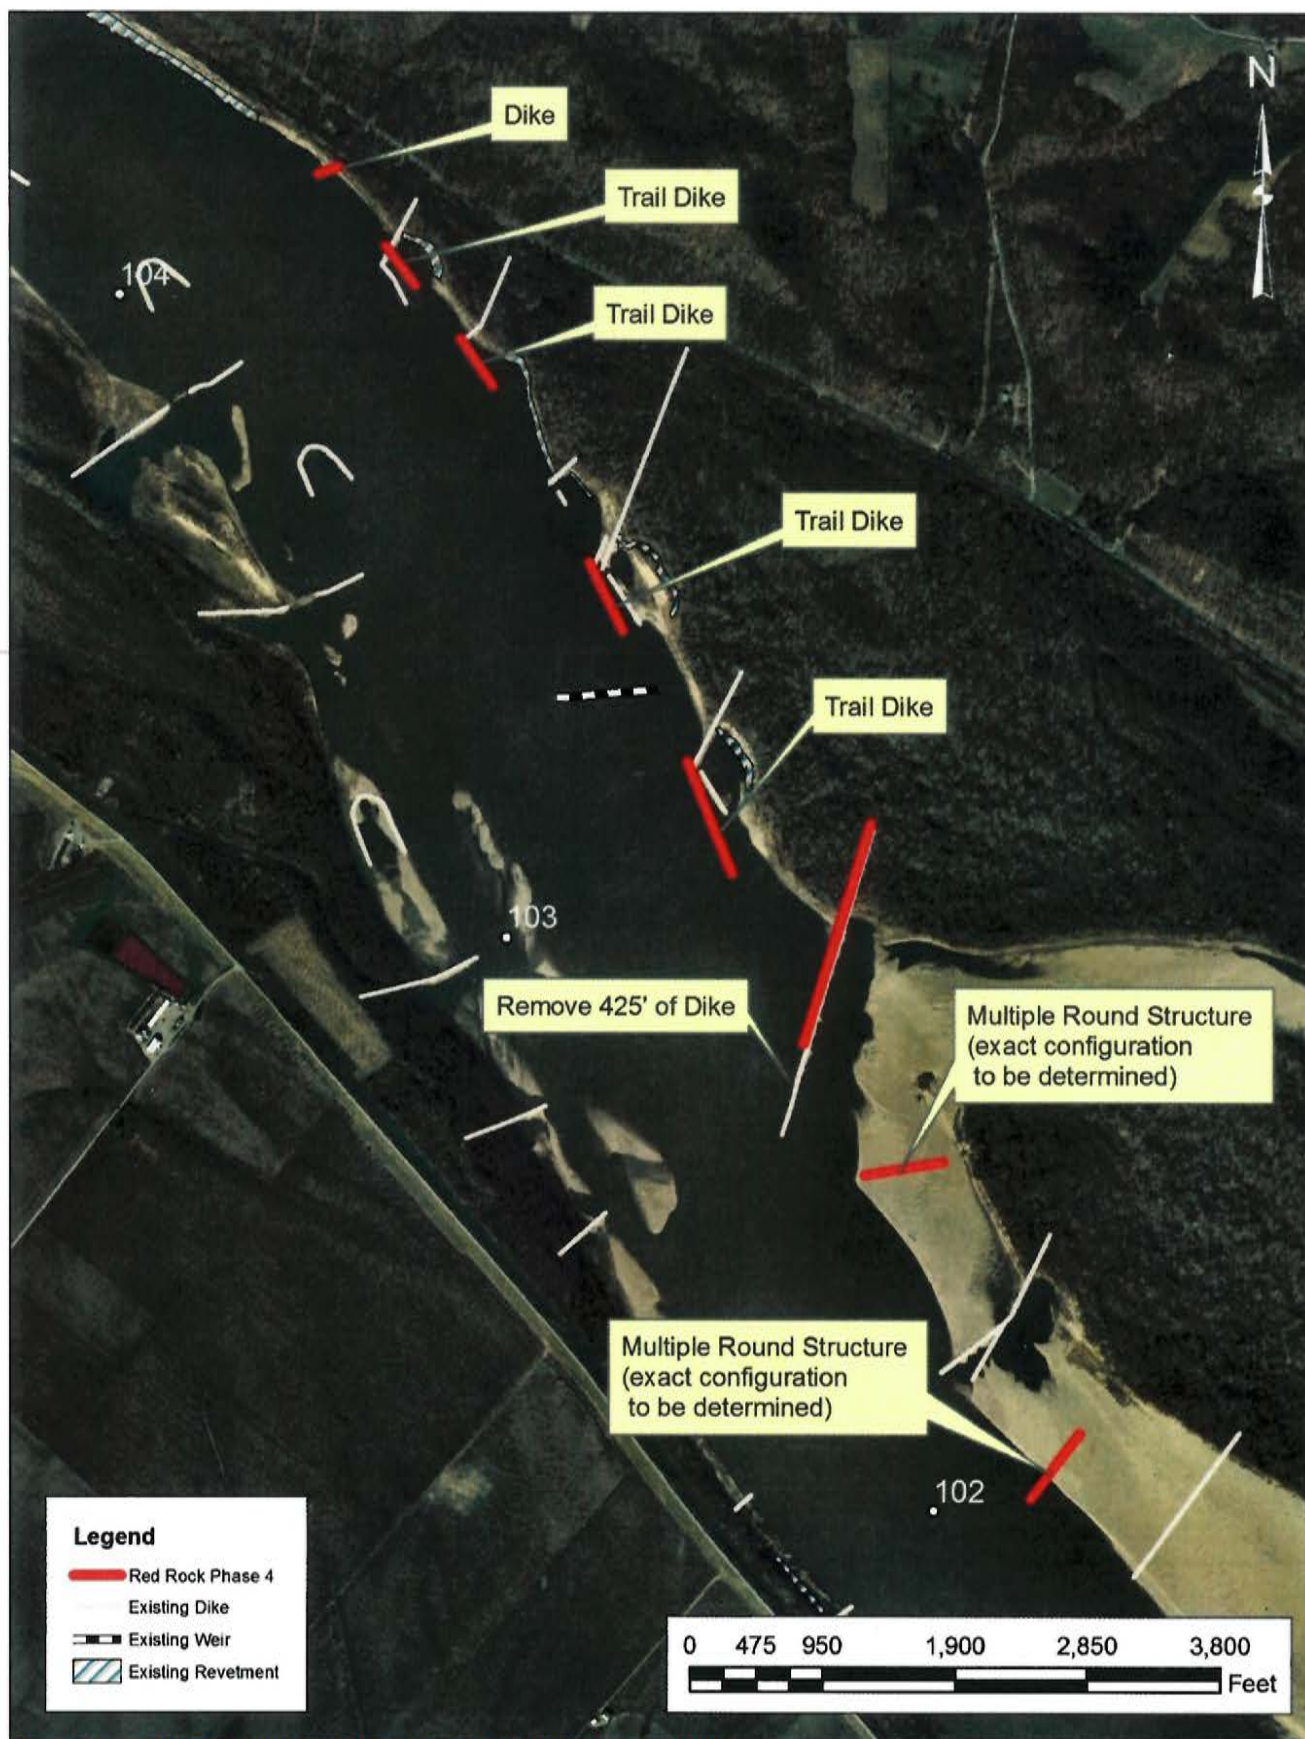 N
Dike
Trail Dike
104
Trail Dike
Trail Dike
Trail Dike
103
Remove 425' of Dike
Multiple Round Structure
(exact configuration
to be determined)
Multiple Round Structure
(exact configuration
to be determined)
102
Legend
Red Rock Phase 4
Existing Dike
Existing Weir
Existing Revetment
0 475 950 1,900 2,850 3,800
Feet